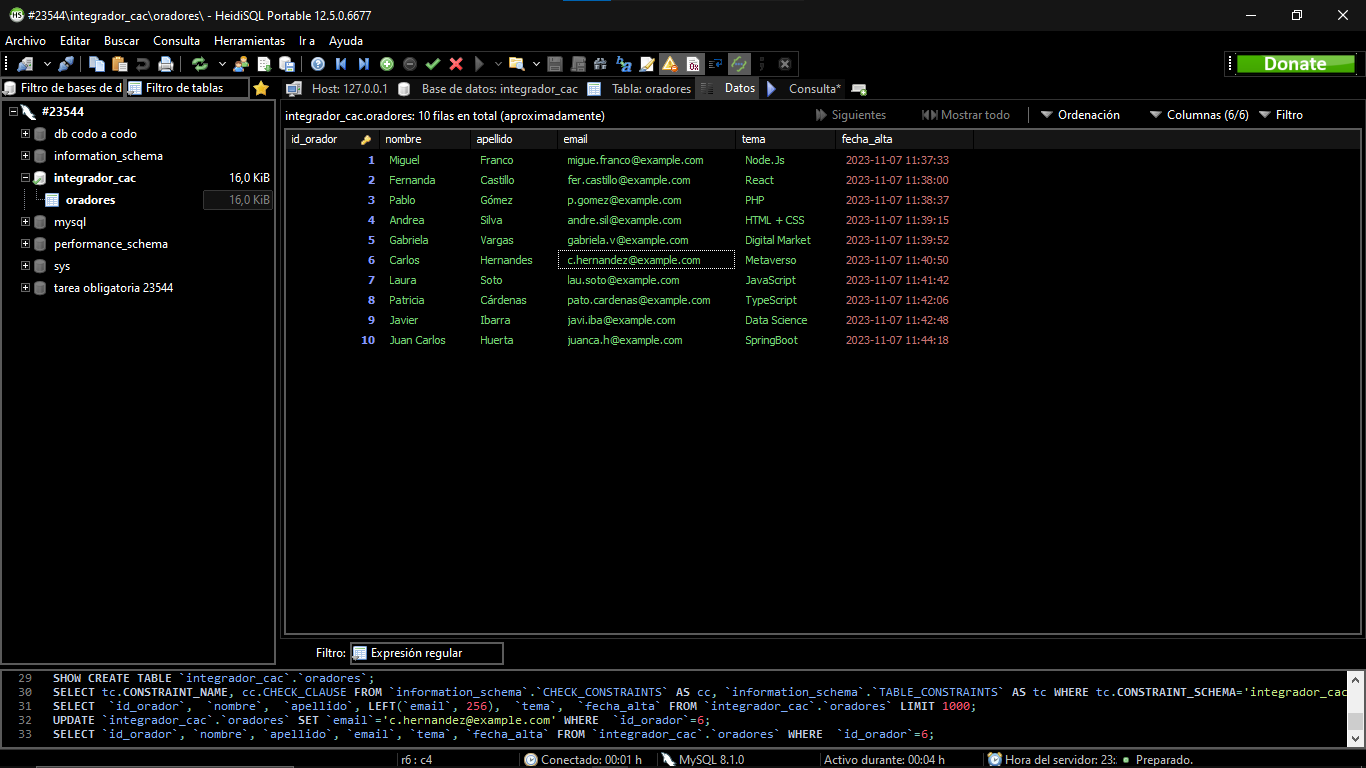 #23544\integrador_cac\oradores\ - HeidiSQL Portable 12.5.0.6677
Archivo Editar Buscar Consulta Herramientas Ir a Ayuda
Donate
Filtro de bases de d Filtro de tablas Host: 127.0.0.1 Base de datos: integrador_cac Tabla: oradores Datos Consulta*
#23544
db codo a codo
information_schema
integrador_cac 16,0 KiB
oradores 16,0 KiB
mysql
performance_schema
sys
tarea obligatoria 23544
integrador_cac.oradores: 10 filas en total (aproximadamente) Siguientes Mostrar todo Ordenación Columnas (6/6) Filtro
id_orador nombre apellido email tema fecha_alta
1 Miguel Franco migue.franco@example.com Node.Js 2023-11-07 11:37:33
2 Fernanda Castillo fer.castillo@example.com React 2023-11-07 11:38:00
3 Pablo Gómez p.gomez@example.com PHP 2023-11-07 11:38:37
4 Andrea Silva andre.sil@example.com HTML + CSS 2023-11-07 11:39:15
5 Gabriela Vargas gabriela.v@example.com Digital Market 2023-11-07 11:39:52
6 Carlos Hernandes c.hernandez@example.com Metaverso 2023-11-07 11:40:50
7 Laura Soto lau.soto@example.com JavaScript 2023-11-07 11:41:42
8 Patricia Cárdenas pato.cardenas@example.com TypeScript 2023-11-07 11:42:06
9 Javier Ibarra javi.iba@example.com Data Science 2023-11-07 11:42:48
10 Juan Carlos Huerta juanca.h@example.com SpringBoot 2023-11-07 11:44:18
Filtro: Expresión regular
29 SHOW CREATE TABLE `integrador_cac`.`oradores`;
30 SELECT tc.CONSTRAINT_NAME, cc.CHECK_CLAUSE FROM `information_schema`.`CHECK_CONSTRAINTS` AS cc, `information_schema`.`TABLE_CONSTRAINTS` AS tc WHERE tc.CONSTRAINT_SCHEMA='integrador_cac
31 SELECT `id_orador`, `nombre`, `apellido`, LEFT(`email`, 256), `tema`, `fecha_alta` FROM `integrador_cac`.`oradores` LIMIT 1000;
32 UPDATE `integrador_cac`.`oradores` SET `email`='c.hernandez@example.com' WHERE `id_orador`=6;
33 SELECT `id_orador`, `nombre`, `apellido`, `email`, `tema`, `fecha_alta` FROM `integrador_cac`.`oradores` WHERE `id_orador`=6;
r6 : c4 Conectado: 00:01 h MySQL 8.1.0 Activo durante: 00:04 h Hora del servidor: 23: Preparado.